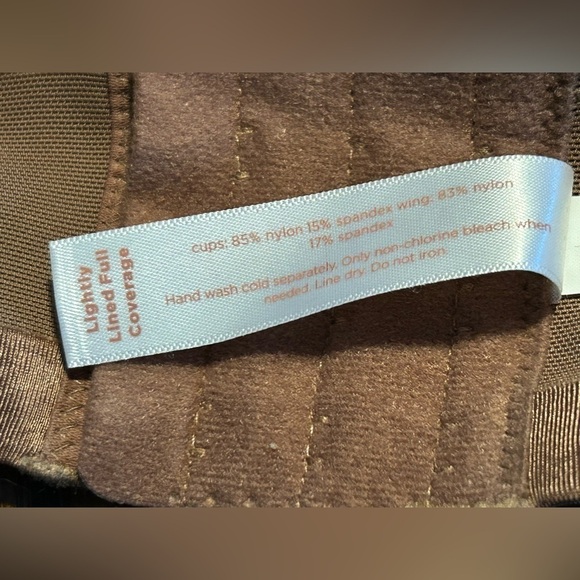 Lightly
Lined Full
Coverage
cups: 85% nylon 15% spandex wing: 83% nylon
17% spandex
Hand wash cold separately. Only non-chlorine bleach when
needed. Line dry. Do not Iron.